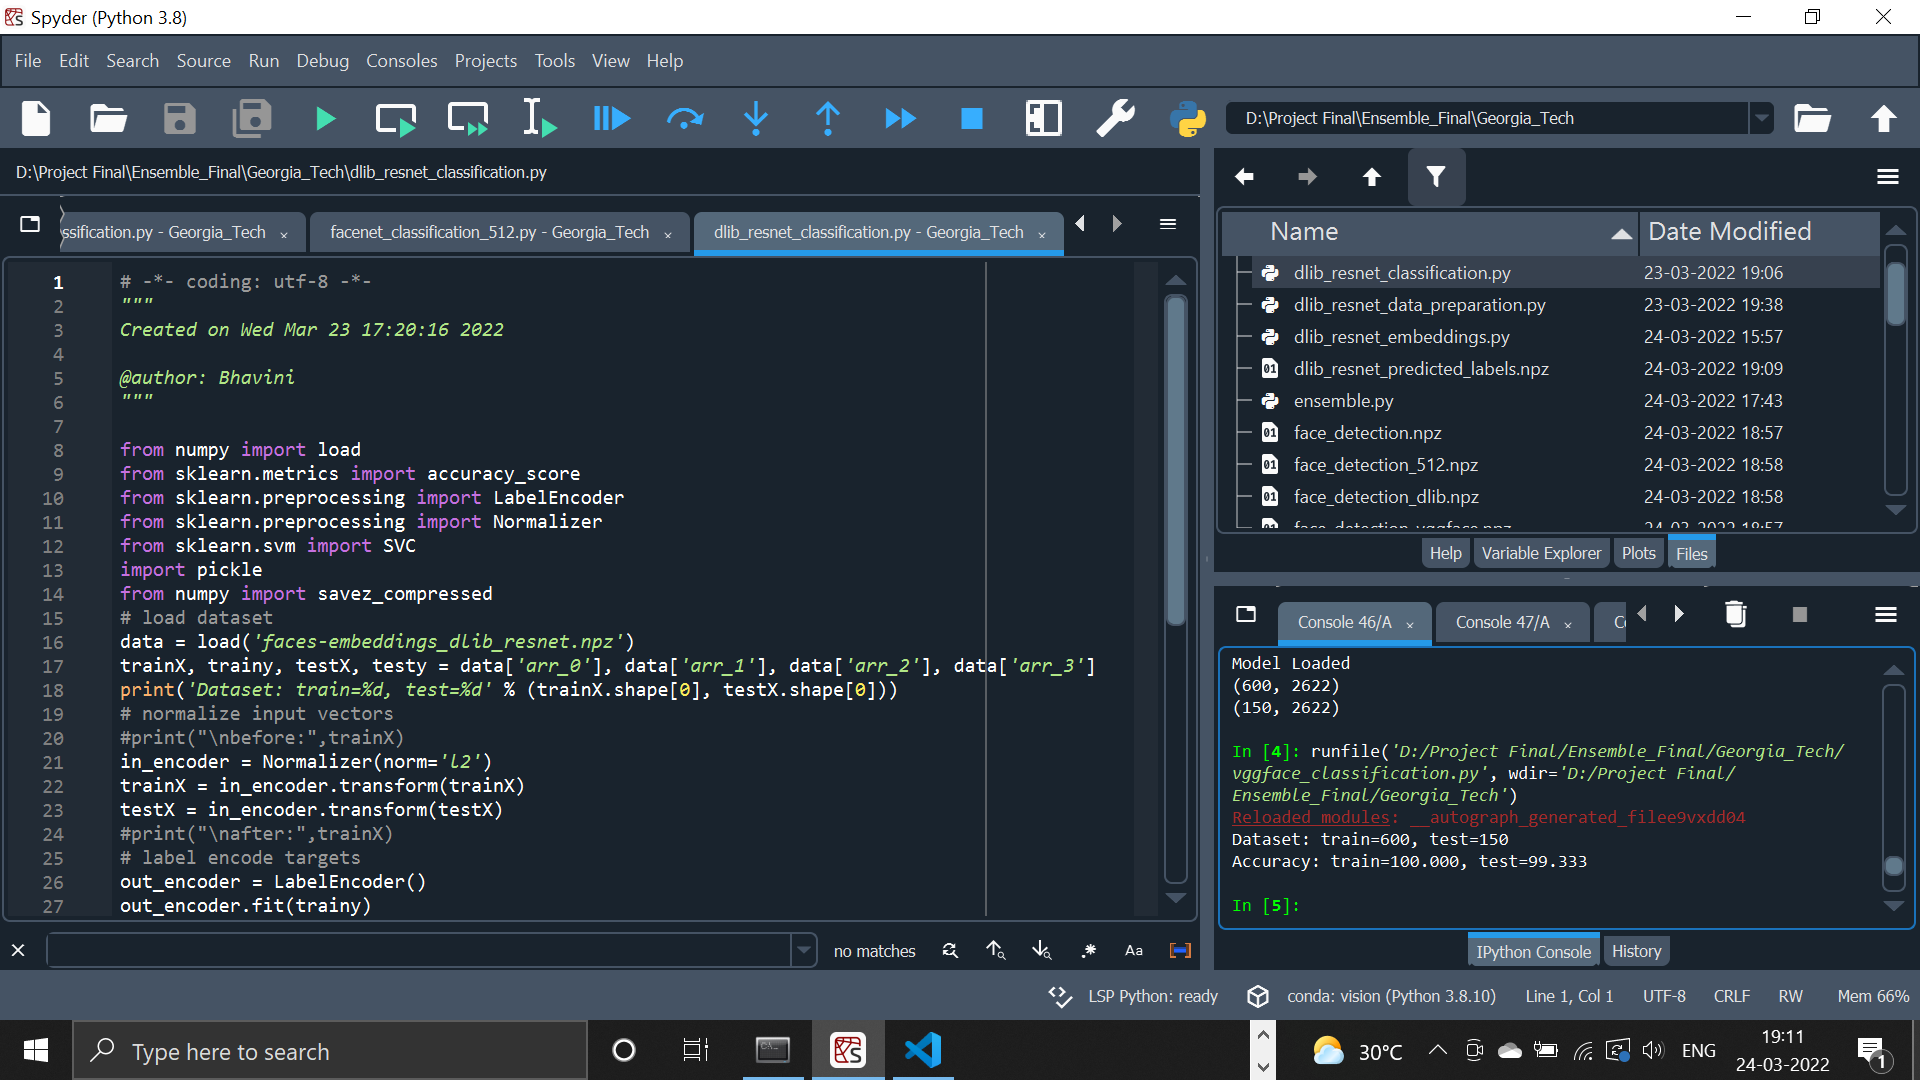 Spyder (Python 3.8)
File Edit Search Source Run Debug Consoles Projects Tools View Help
D:\Project Final\Ensemble_Final\Georgia_Tech
D:\Project Final\Ensemble_Final\Georgia_Tech\dlib_resnet_classification.py
ssification.py - Georgia_Tech
facenet_classification_512.py - Georgia_Tech
dlib_resnet_classification.py - Georgia_Tech
1 # -*- coding: utf-8 -*-
2 """
3 Created on Wed Mar 23 17:20:16 2022
4
5 @author: Bhavini
6 """
7
8 from numpy import load
9 from sklearn.metrics import accuracy_score
10 from sklearn.preprocessing import LabelEncoder
11 from sklearn.preprocessing import Normalizer
12 from sklearn.svm import SVC
13 import pickle
14 from numpy import savez_compressed
15 # load dataset
16 data = load('faces-embeddings_dlib_resnet.npz')
17 trainX, trainy, testX, testy = data['arr_0'], data['arr_1'], data['arr_2'], data['arr_3']
18 print('Dataset: train=%d, test=%d' % (trainX.shape[0], testX.shape[0]))
19 # normalize input vectors
20 #print("\nbefore:",trainX)
21 in_encoder = Normalizer(norm='l2')
22 trainX = in_encoder.transform(trainX)
23 testX = in_encoder.transform(testX)
24 #print("\nafter:",trainX)
25 # label encode targets
26 out_encoder = LabelEncoder()
27 out_encoder.fit(trainy)
no matches
Aa
Name Date Modified
dlib_resnet_classification.py 23-03-2022 19:06
dlib_resnet_data_preparation.py 23-03-2022 19:38
dlib_resnet_embeddings.py 24-03-2022 15:57
dlib_resnet_predicted_labels.npz 24-03-2022 19:09
ensemble.py 24-03-2022 17:43
face_detection.npz 24-03-2022 18:57
face_detection_512.npz 24-03-2022 18:58
face_detection_dlib.npz 24-03-2022 18:58
face_detection_vggface.npz 24-03-2022 18:57
Help Variable Explorer Plots Files
Console 46/A Console 47/A Co
Model Loaded
(600, 2622)
(150, 2622)
In [4]: runfile('D:/Project Final/Ensemble_Final/Georgia_Tech/
vggface_classification.py', wdir='D:/Project Final/
Ensemble_Final/Georgia_Tech')
Reloaded modules: __autograph_generated_filee9vxdd04
Dataset: train=600, test=150
Accuracy: train=100.000, test=99.333
In [5]:
IPython Console History
LSP Python: ready conda: vision (Python 3.8.10) Line 1, Col 1 UTF-8 CRLF RW Mem 66%
Type here to search
30°C
ENG
19:11
24-03-2022
1